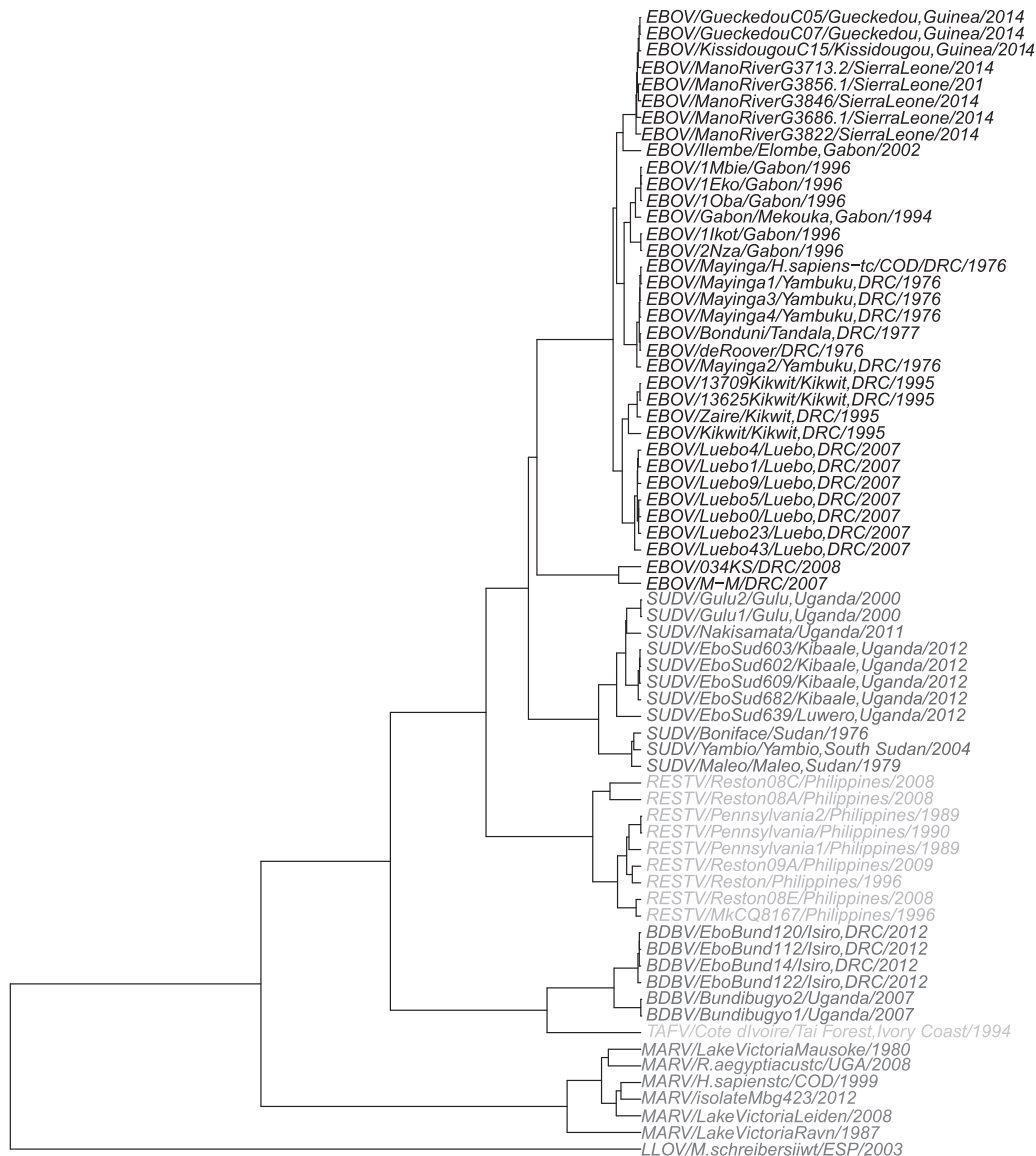 EBOV/GueckedouC05/Gueckedou,Guinea/2014
EBOV/GueckedouC07/Gueckedou,Guinea/2014
EBOV/KissidougouC15/Kissidougou,Guinea/2014
EBOV/ManoRiverG3713.2/SierraLeone/2014
EBOV/ManoRiverG3856.1/SierraLeone/201
EBOV/ManoRiverG3846/SierraLeone/2014
EBOV/ManoRiverG3686.1/SierraLeone/2014
EBOV/ManoRiverG3822/SierraLeone/2014
EBOV/Ilembe/Elombe,Gabon/2002
EBOV/1Mbie/Gabon/1996
EBOV/1Eko/Gabon/1996
EBOV/1Oba/Gabon/1996
EBOV/Gabon/Mekouka,Gabon/1994
EBOV/1Ikot/Gabon/1996
EBOV/2Nza/Gabon/1996
EBOV/Mayinga/H.sapiens−tc/COD/DRC/1976
EBOV/Mayinga1/Yambuku,DRC/1976
EBOV/Mayinga3/Yambuku,DRC/1976
EBOV/Mayinga4/Yambuku,DRC/1976
EBOV/Bonduni/Tandala,DRC/1977
EBOV/deRoover/DRC/1976
EBOV/Mayinga2/Yambuku,DRC/1976
EBOV/13709Kikwit/Kikwit,DRC/1995
EBOV/13625Kikwit/Kikwit,DRC/1995
EBOV/Zaire/Kikwit,DRC/1995
EBOV/Kikwit/Kikwit,DRC/1995
EBOV/Luebo4/Luebo,DRC/2007
EBOV/Luebo1/Luebo,DRC/2007
EBOV/Luebo9/Luebo,DRC/2007
EBOV/Luebo5/Luebo,DRC/2007
EBOV/Luebo0/Luebo,DRC/2007
EBOV/Luebo23/Luebo,DRC/2007
EBOV/Luebo43/Luebo,DRC/2007
EBOV/034KS/DRC/2008
EBOV/M−M/DRC/2007
SUDV/Gulu2/Gulu,Uganda/2000
SUDV/Gulu1/Gulu,Uganda/2000
SUDV/Nakisamata/Uganda/2011
SUDV/EboSud603/Kibaale,Uganda/2012
SUDV/EboSud602/Kibaale,Uganda/2012
SUDV/EboSud609/Kibaale,Uganda/2012
SUDV/EboSud682/Kibaale,Uganda/2012
SUDV/EboSud639/Luwero,Uganda/2012
SUDV/Boniface/Sudan/1976
SUDV/Yambio/Yambio,South Sudan/2004
SUDV/Maleo/Maleo,Sudan/1979
RESTV/Reston08C/Philippines/2008
RESTV/Reston08A/Philippines/2008
RESTV/Pennsylvania2/Philippines/1989
RESTV/Pennsylvania/Philippines/1990
RESTV/Pennsylvania1/Philippines/1989
RESTV/Reston09A/Philippines/2009
RESTV/Reston/Philippines/1996
RESTV/Reston08E/Philippines/2008
RESTV/MkCQ8167/Philippines/1996
BDBV/EboBund120/Isiro,DRC/2012
BDBV/EboBund112/Isiro,DRC/2012
BDBV/EboBund14/Isiro,DRC/2012
BDBV/EboBund122/Isiro,DRC/2012
BDBV/Bundibugyo2/Uganda/2007
BDBV/Bundibugyo1/Uganda/2007
TAFV/Cote dIvoire/Tai Forest,Ivory Coast/1994
MARV/LakeVictoriaMausoke/1980
MARV/R.aegyptiacustc/UGA/2008
MARV/H.sapienstc/COD/1999
MARV/isolateMbg423/2012
MARV/LakeVictoriaLeiden/2008
MARV/LakeVictoriaRavn/1987
LLOV/M.schreibersiiwt/ESP/2003